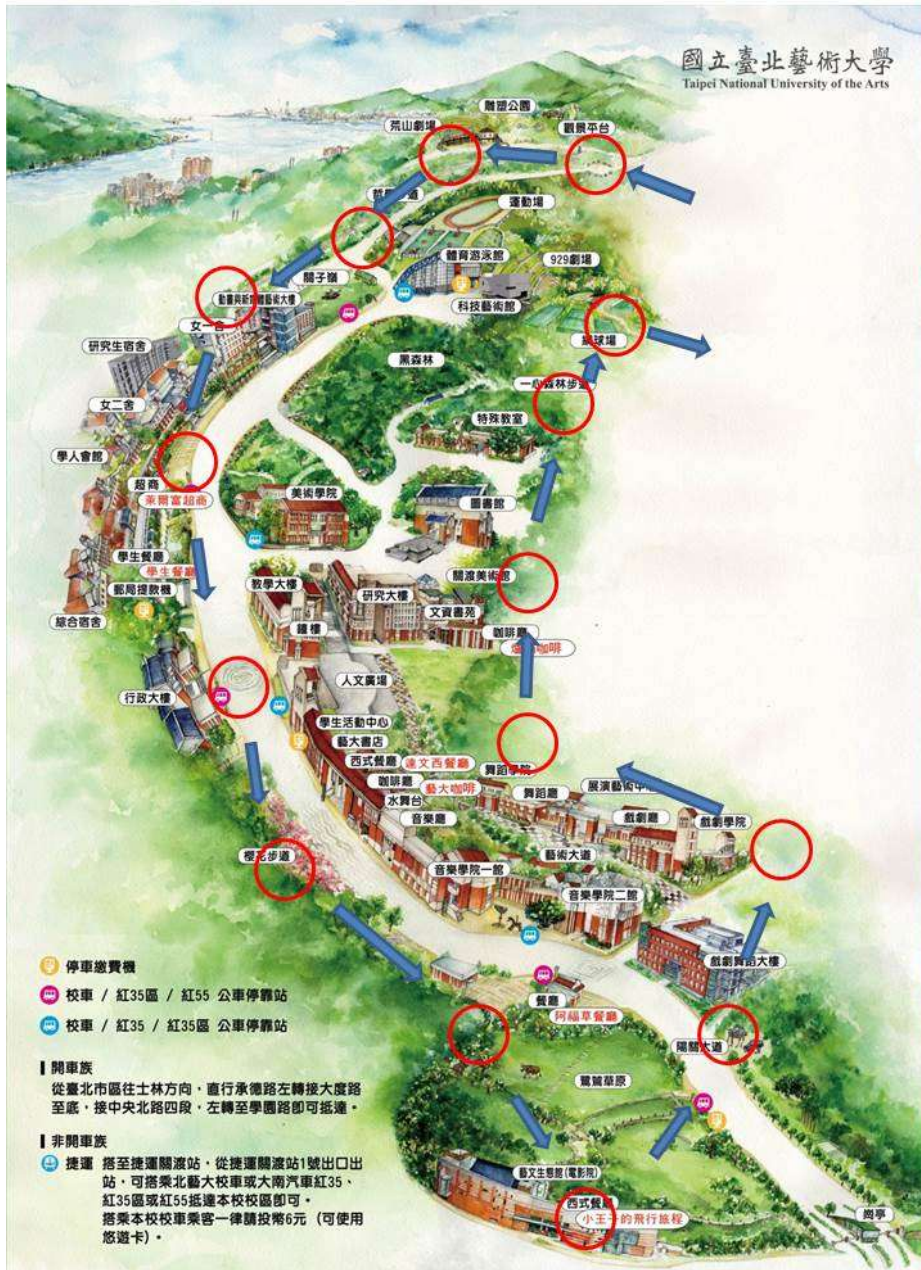 國立臺北藝術大學
Taipei National University of the Arts
雕塑公園
荒山劇場
觀景平台
運動場
體育游泳館
929劇場
關子嶺
科技藝術館
女一舍
研究生宿舍
黑森林
一心森林步道
女二舍
特殊教室
學人會館
超商
萊爾富超商
美術學院
圖書館
學生餐廳
學生餐廳
教學大樓
關渡美術館
郵局提款機
研究大樓
文資書苑
綜合宿舍
鐘樓
咖啡廳
人文廣場
行政大樓
學生活動中心
藝大書店
西式餐廳
達文西餐廳
舞蹈學院
咖啡廳
藝大咖啡
舞蹈廳
展演藝術中心
水舞台
音樂廳
戲劇廳
戲劇學院
櫻花步道
藝術大道
音樂學院一館
音樂學院二館
戲劇舞蹈大樓
停車繳費機
校車 / 紅35區 / 紅55 公車停靠站
餐廳
阿福草餐廳
校車 / 紅35 / 紅35區 公車停靠站
陽關大道
開車族
從臺北市區往士林方向，直行承德路左轉接大度路
至底，接中央北路四段，左轉至學園路即可抵達。
鷺鷥草原
非開車族
捷運 搭至捷運關渡站，從捷運關渡站1號出口出
站，可搭乘北藝大校車或大南汽車紅35、
紅35區或紅55抵達本校校區即可。
搭乘本校校車乘客一律請投幣6元（可使用
悠遊卡）。
藝文生態館(電影院)
西式餐廳
小王子的飛行旅程
崗亭